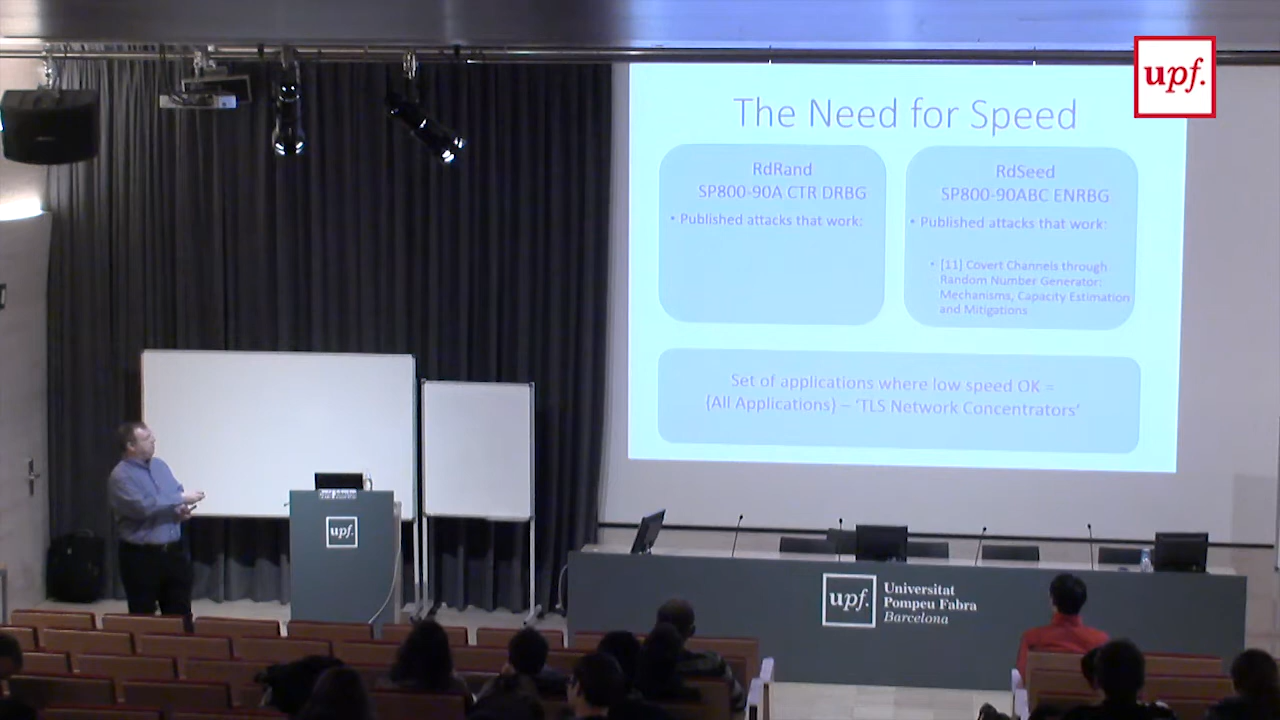 upf.
The Need for Speed
RdRand
SP800-90A CTR DRBG
• Published attacks that work:
RdSeed
SP800-90ABC ENRBG
• Published attacks that work:
• [11] Covert Channels through
Random Number Generator:
Mechanisms, Capacity Estimation
and Mitigations
Set of applications where low speed OK =
{All Applications} – ‘TLS Network Concentrators’
upf.
upf.
Universitat
Pompeu Fabra
Barcelona